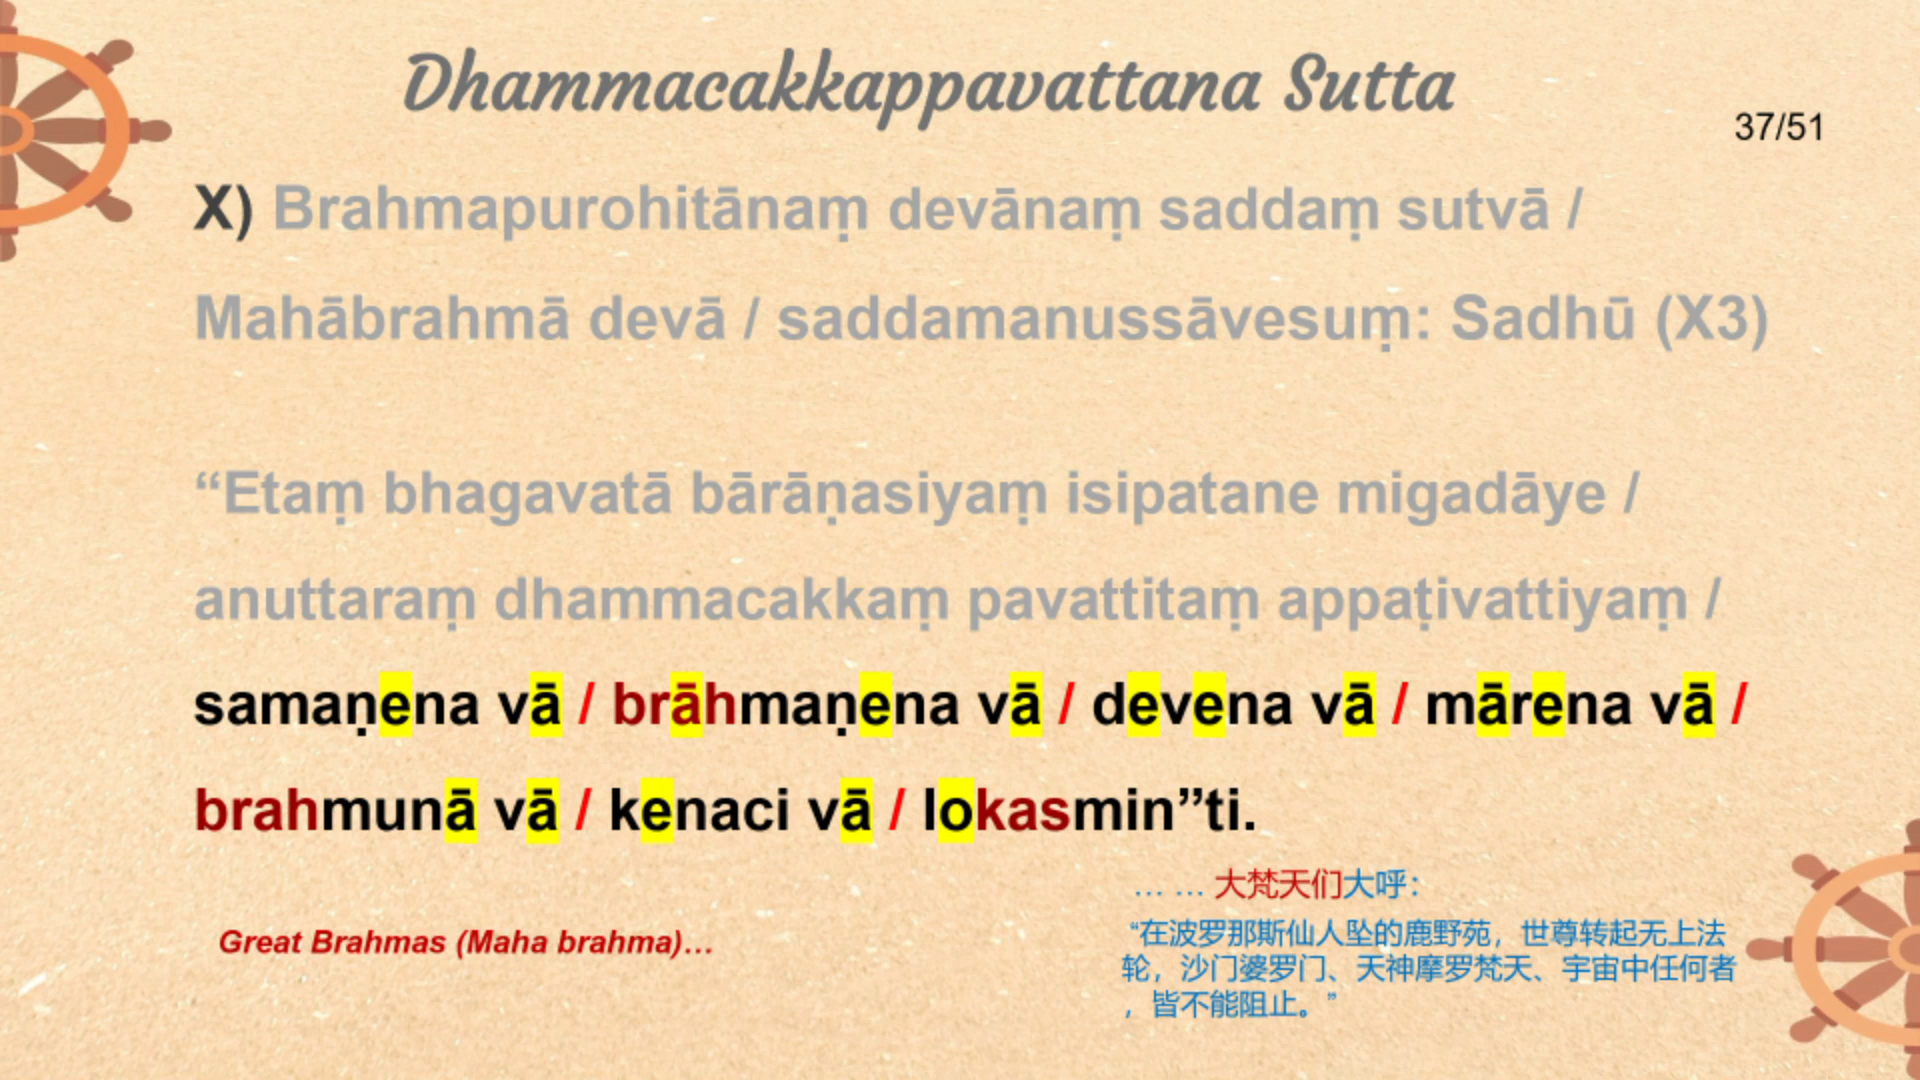 Dhammacakkappavattana Sutta
37/51
X) Brahmapurohitānaṃ devānaṃ saddaṃ sutvā /
Mahābrahmā devā / saddamanussāvesuṃ: Sadhū (X3)
“Etaṃ bhagavatā bārāṇasiyaṃ isipatane migadāye /
anuttaraṃ dhammacakkaṃ pavattitaṃ appaṭivattiyaṃ /
samaṇena vā / brāhmaṇena vā / devena vā / mārena vā /
brahmunā vā / kenaci vā / lokasmin”ti.
… … 大梵天们大呼：
Great Brahmas (Maha brahma)…
“在波罗那斯仙人坠的鹿野苑，世尊转起无上法
轮，沙门婆罗门、天神摩罗梵天、宇宙中任何者
，皆不能阻止。”